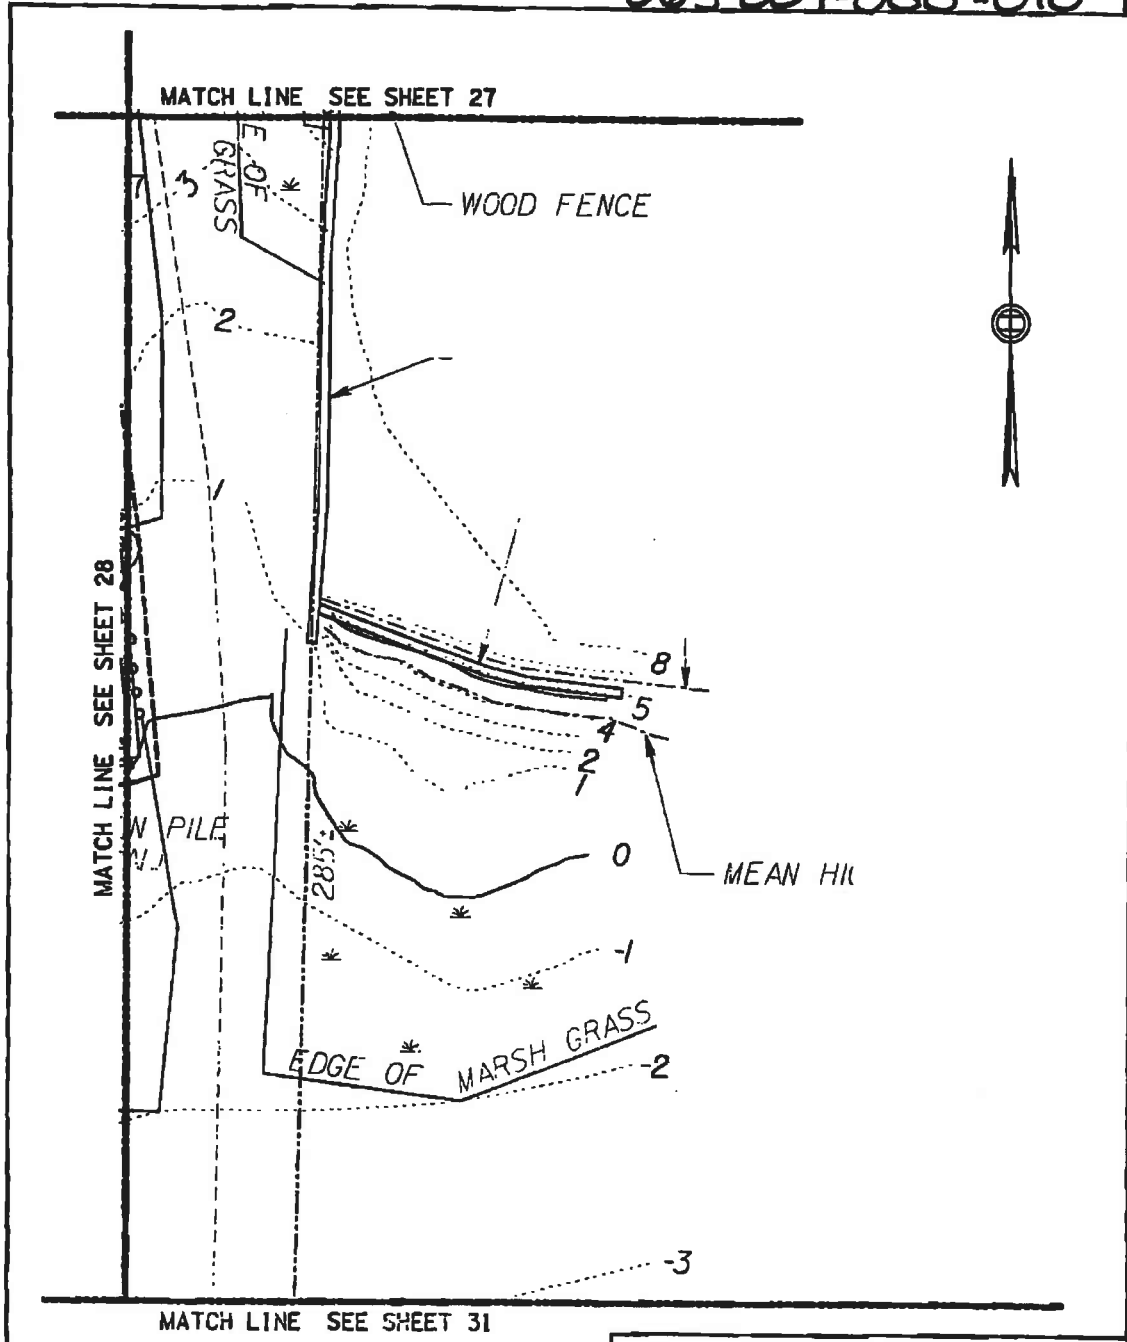 MATCH LINE SEE SHEET 27
E OF
GRASS
3
WOOD FENCE
2
1
MATCH LINE SEE SHEET 28
8
5
4
2
1
PILE
285'±
0
MEAN HI
-1
EDGE OF MARSH GRASS
-2
-3
MATCH LINE SEE SHEET 31